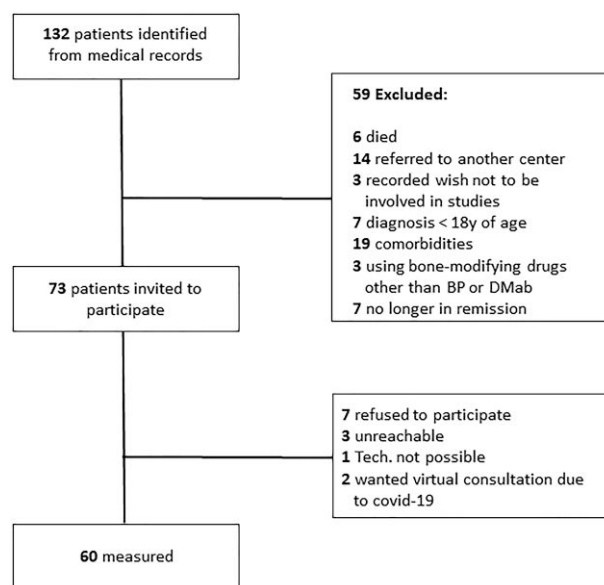 132 patients identified
from medical records
59 Excluded:
6 died
14 referred to another center
3 recorded wish not to be
involved in studies
7 diagnosis < 18y of age
19 comorbidities
3 using bone-modifying drugs
other than BP or DMab
7 no longer in remission
73 patients invited to
participate
7 refused to participate
3 unreachable
1 Tech. not possible
2 wanted virtual consultation due
to covid-19
60 measured